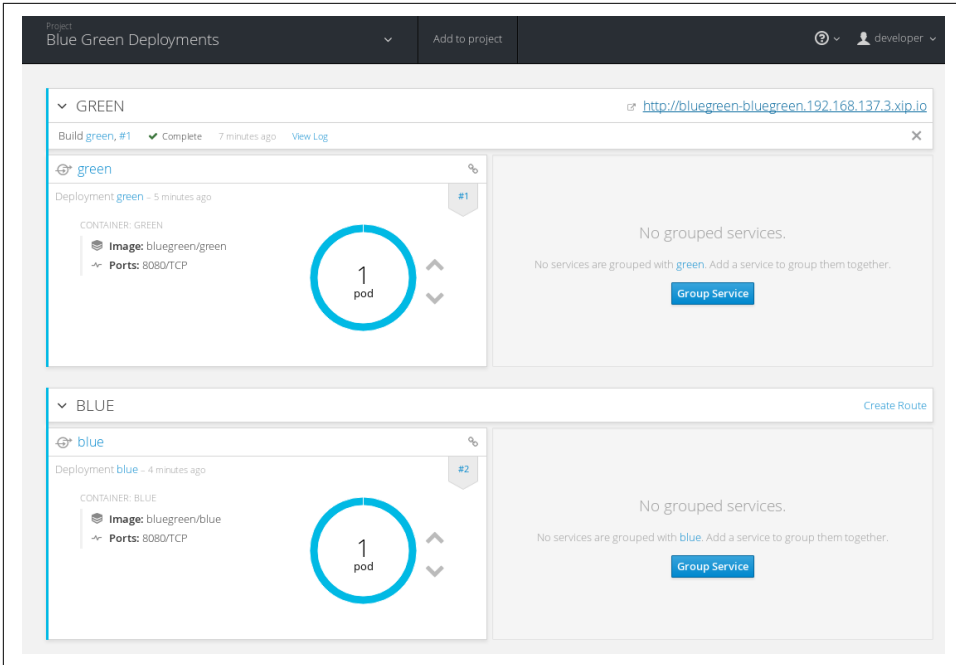 Project
Blue Green Deployments
Add to project
developer
GREEN
http://bluegreen-bluegreen.192.168.137.3.xip.io
Build green, #1 Complete 7 minutes ago View Log
green
Deployment green – 5 minutes ago
#1
CONTAINER: GREEN
Image: bluegreen/green
Ports: 8080/TCP
1
pod
No grouped services.
No services are grouped with green. Add a service to group them together.
Group Service
BLUE
Create Route
blue
Deployment blue – 4 minutes ago
#2
CONTAINER: BLUE
Image: bluegreen/blue
Ports: 8080/TCP
1
pod
No grouped services.
No services are grouped with blue. Add a service to group them together.
Group Service